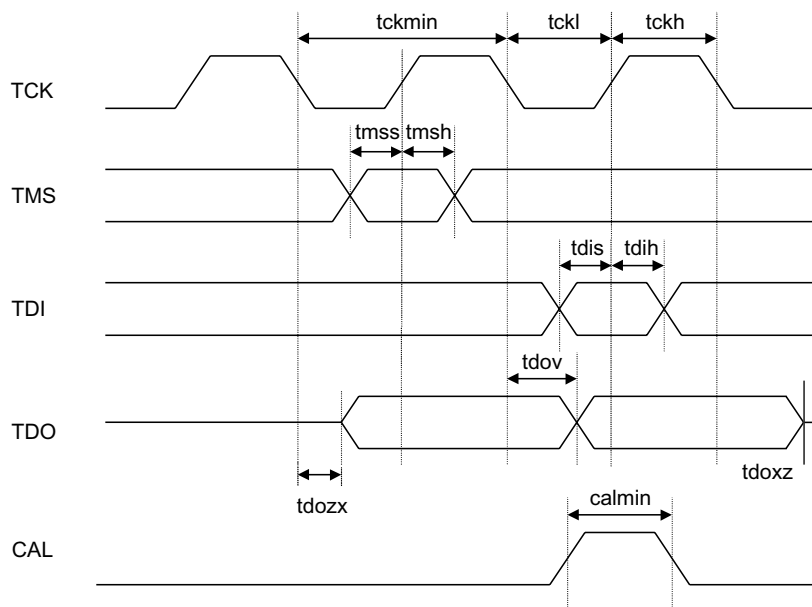 tckmin tckl tckh
TCK
tmss tmsh
TMS
tdis tdih
TDI
tdov
TDO
tdoxz
tdozx
calmin
CAL